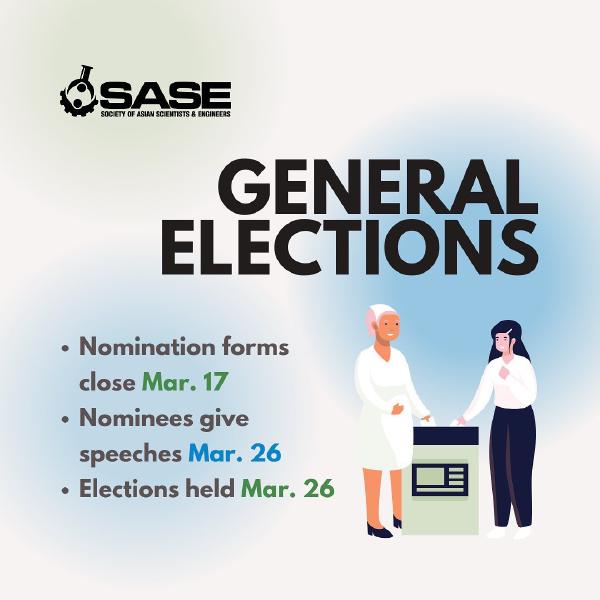 SASE
SOCIETY OF ASIAN SCIENTISTS & ENGINEERS
GENERAL
ELECTIONS
• Nomination forms
close Mar. 17
• Nominees give
speeches Mar. 26
• Elections held Mar. 26